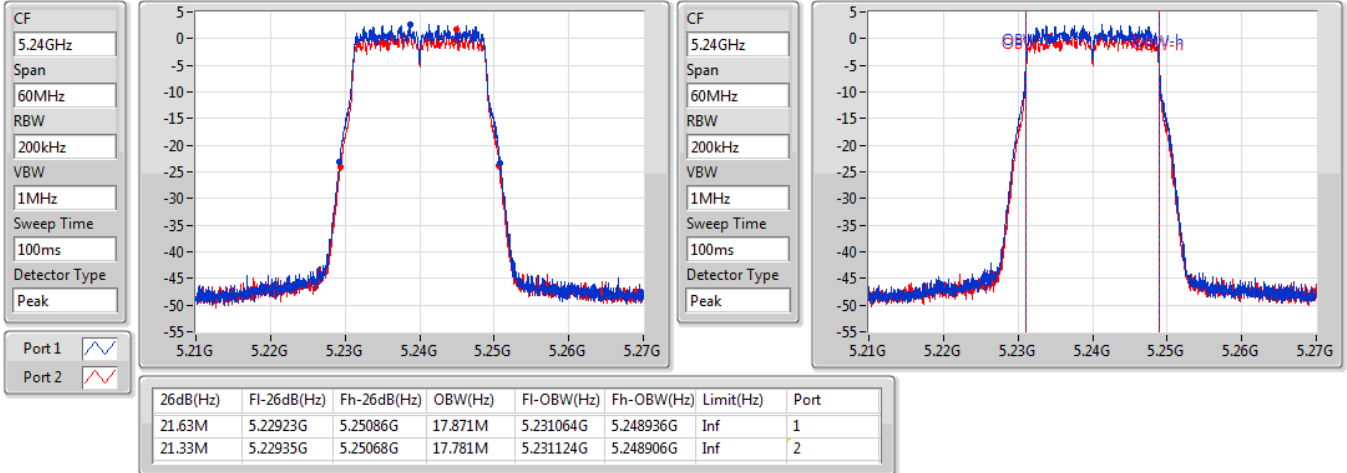 CF
5.24GHz
Span
60MHz
RBW
200kHz
VBW
1MHz
Sweep Time
100ms
Detector Type
Peak
Port 1
Port 2
5
0
-5
-10
-15
-20
-25
-30
-35
-40
-45
-50
-55
5.21G 5.22G 5.23G 5.24G 5.25G 5.26G 5.27G
CF
5.24GHz
Span
60MHz
RBW
200kHz
VBW
1MHz
Sweep Time
100ms
Detector Type
Peak
5
0
-5
-10
-15
-20
-25
-30
-35
-40
-45
-50
-55
5.21G 5.22G 5.23G 5.24G 5.25G 5.26G 5.27G
26dB(Hz) Fl-26dB(Hz) Fh-26dB(Hz) OBW(Hz) Fl-OBW(Hz) Fh-OBW(Hz) Limit(Hz) Port
21.63M 5.22923G 5.25086G 17.871M 5.231064G 5.248936G Inf 1
21.33M 5.22935G 5.25068G 17.781M 5.231124G 5.248906G Inf 2